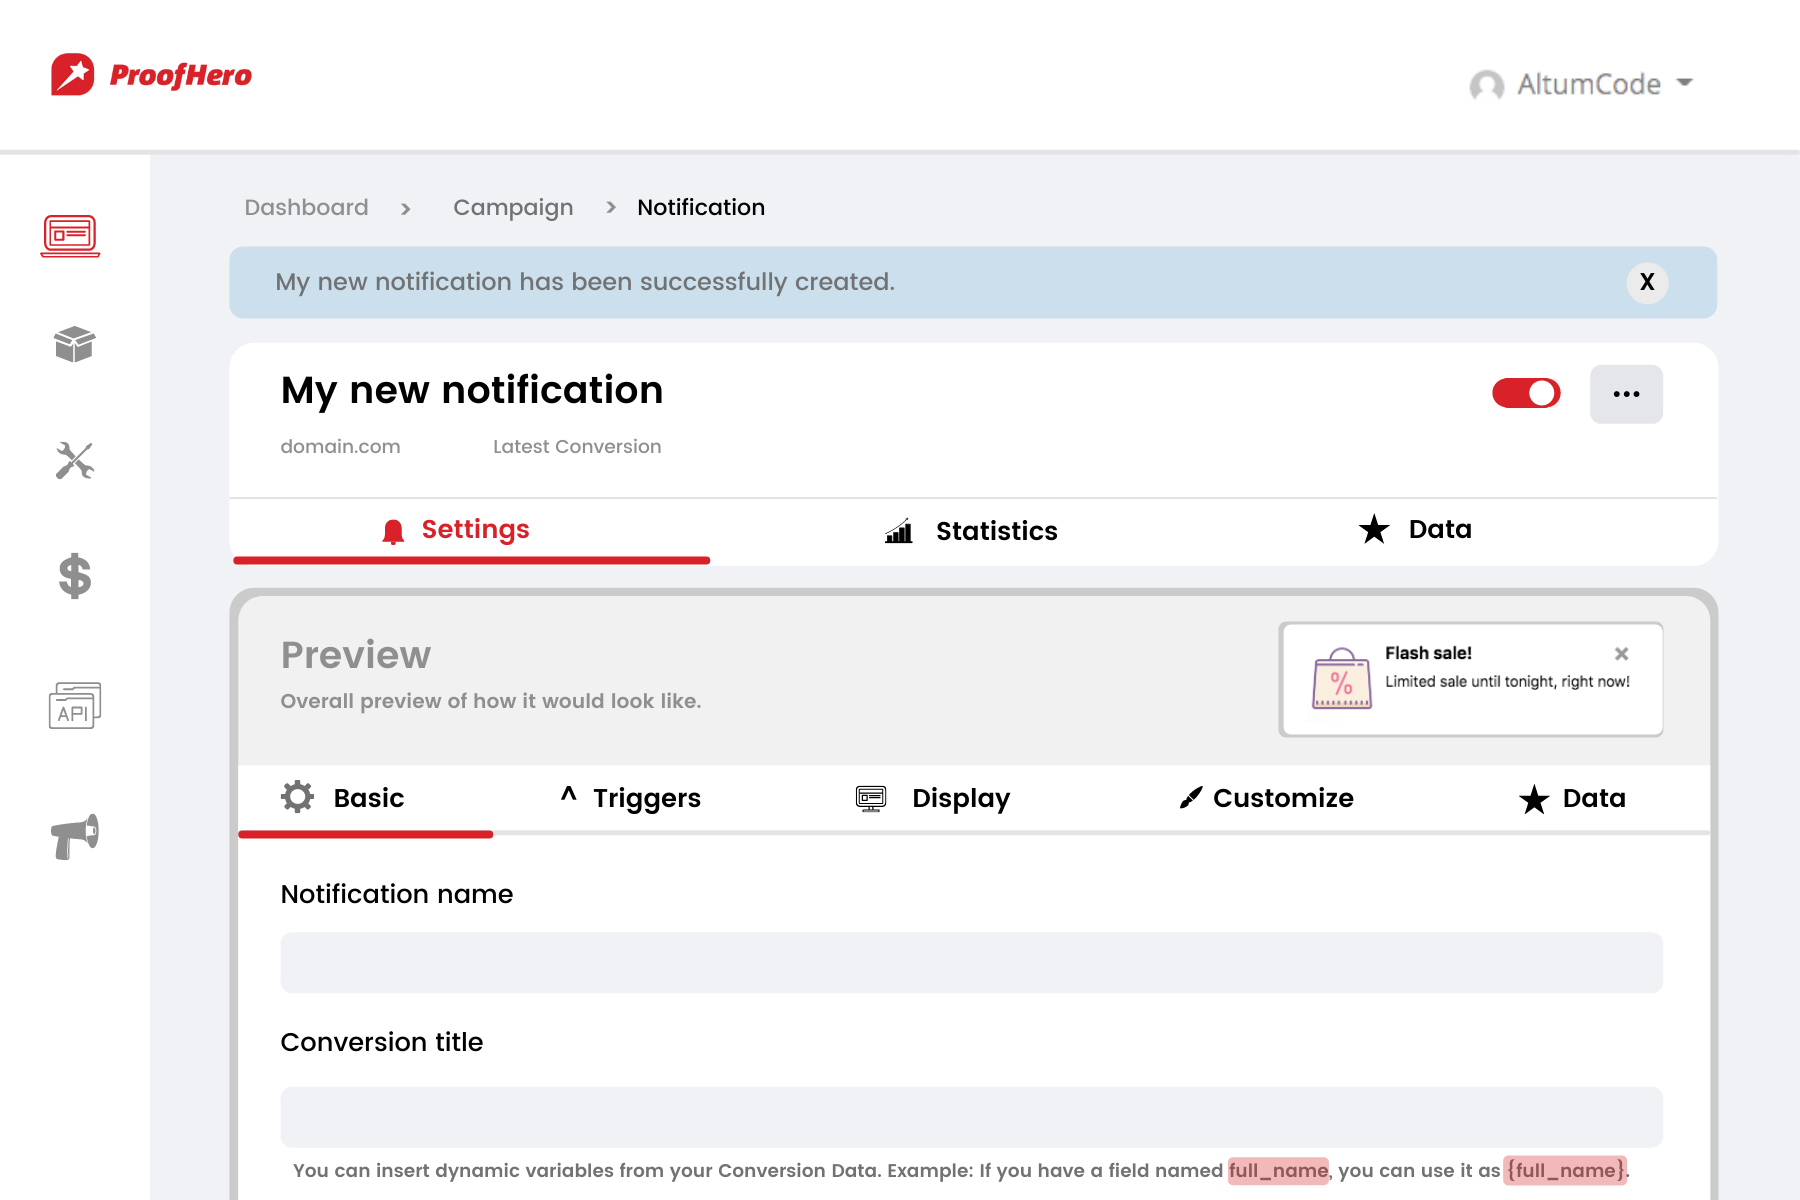 ProofHero
AltumCode
Dashboard > Campaign > Notification
My new notification has been successfully created.
X
My new notification
...
domain.com Latest Conversion
Settings Statistics Data
Preview
Overall preview of how it would look like.
Flash sale!
Limited sale until tonight, right now!
%
Basic ^ Triggers Display Customize Data
API
Notification name
Conversion title
You can insert dynamic variables from your Conversion Data. Example: If you have a field named full_name, you can use it as {full_name}.